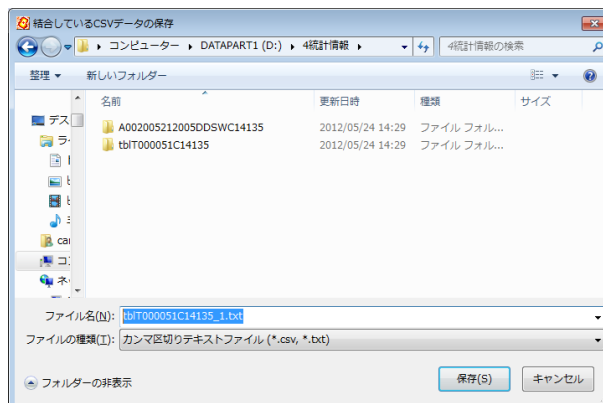 結合しているCSVデータの保存
コンピューター ▸ DATAPART1 (D:) ▸ 4統計情報 ▸ 4統計情報の検索
整理 ▼ 新しいフォルダー
名前 更新日時 種類 サイズ
デス
ラ
A002005212005DDSWC14135 2012/05/24 14:29 ファイル フォル...
tblT000051C14135 2012/05/24 14:29 ファイル フォル...
car
コ
ネ
ファイル名(N): tblT000051C14135_1.txt
ファイルの種類(T): カンマ区切りテキストファイル (*.csv, *.txt)
フォルダーの非表示 保存(S) キャンセル